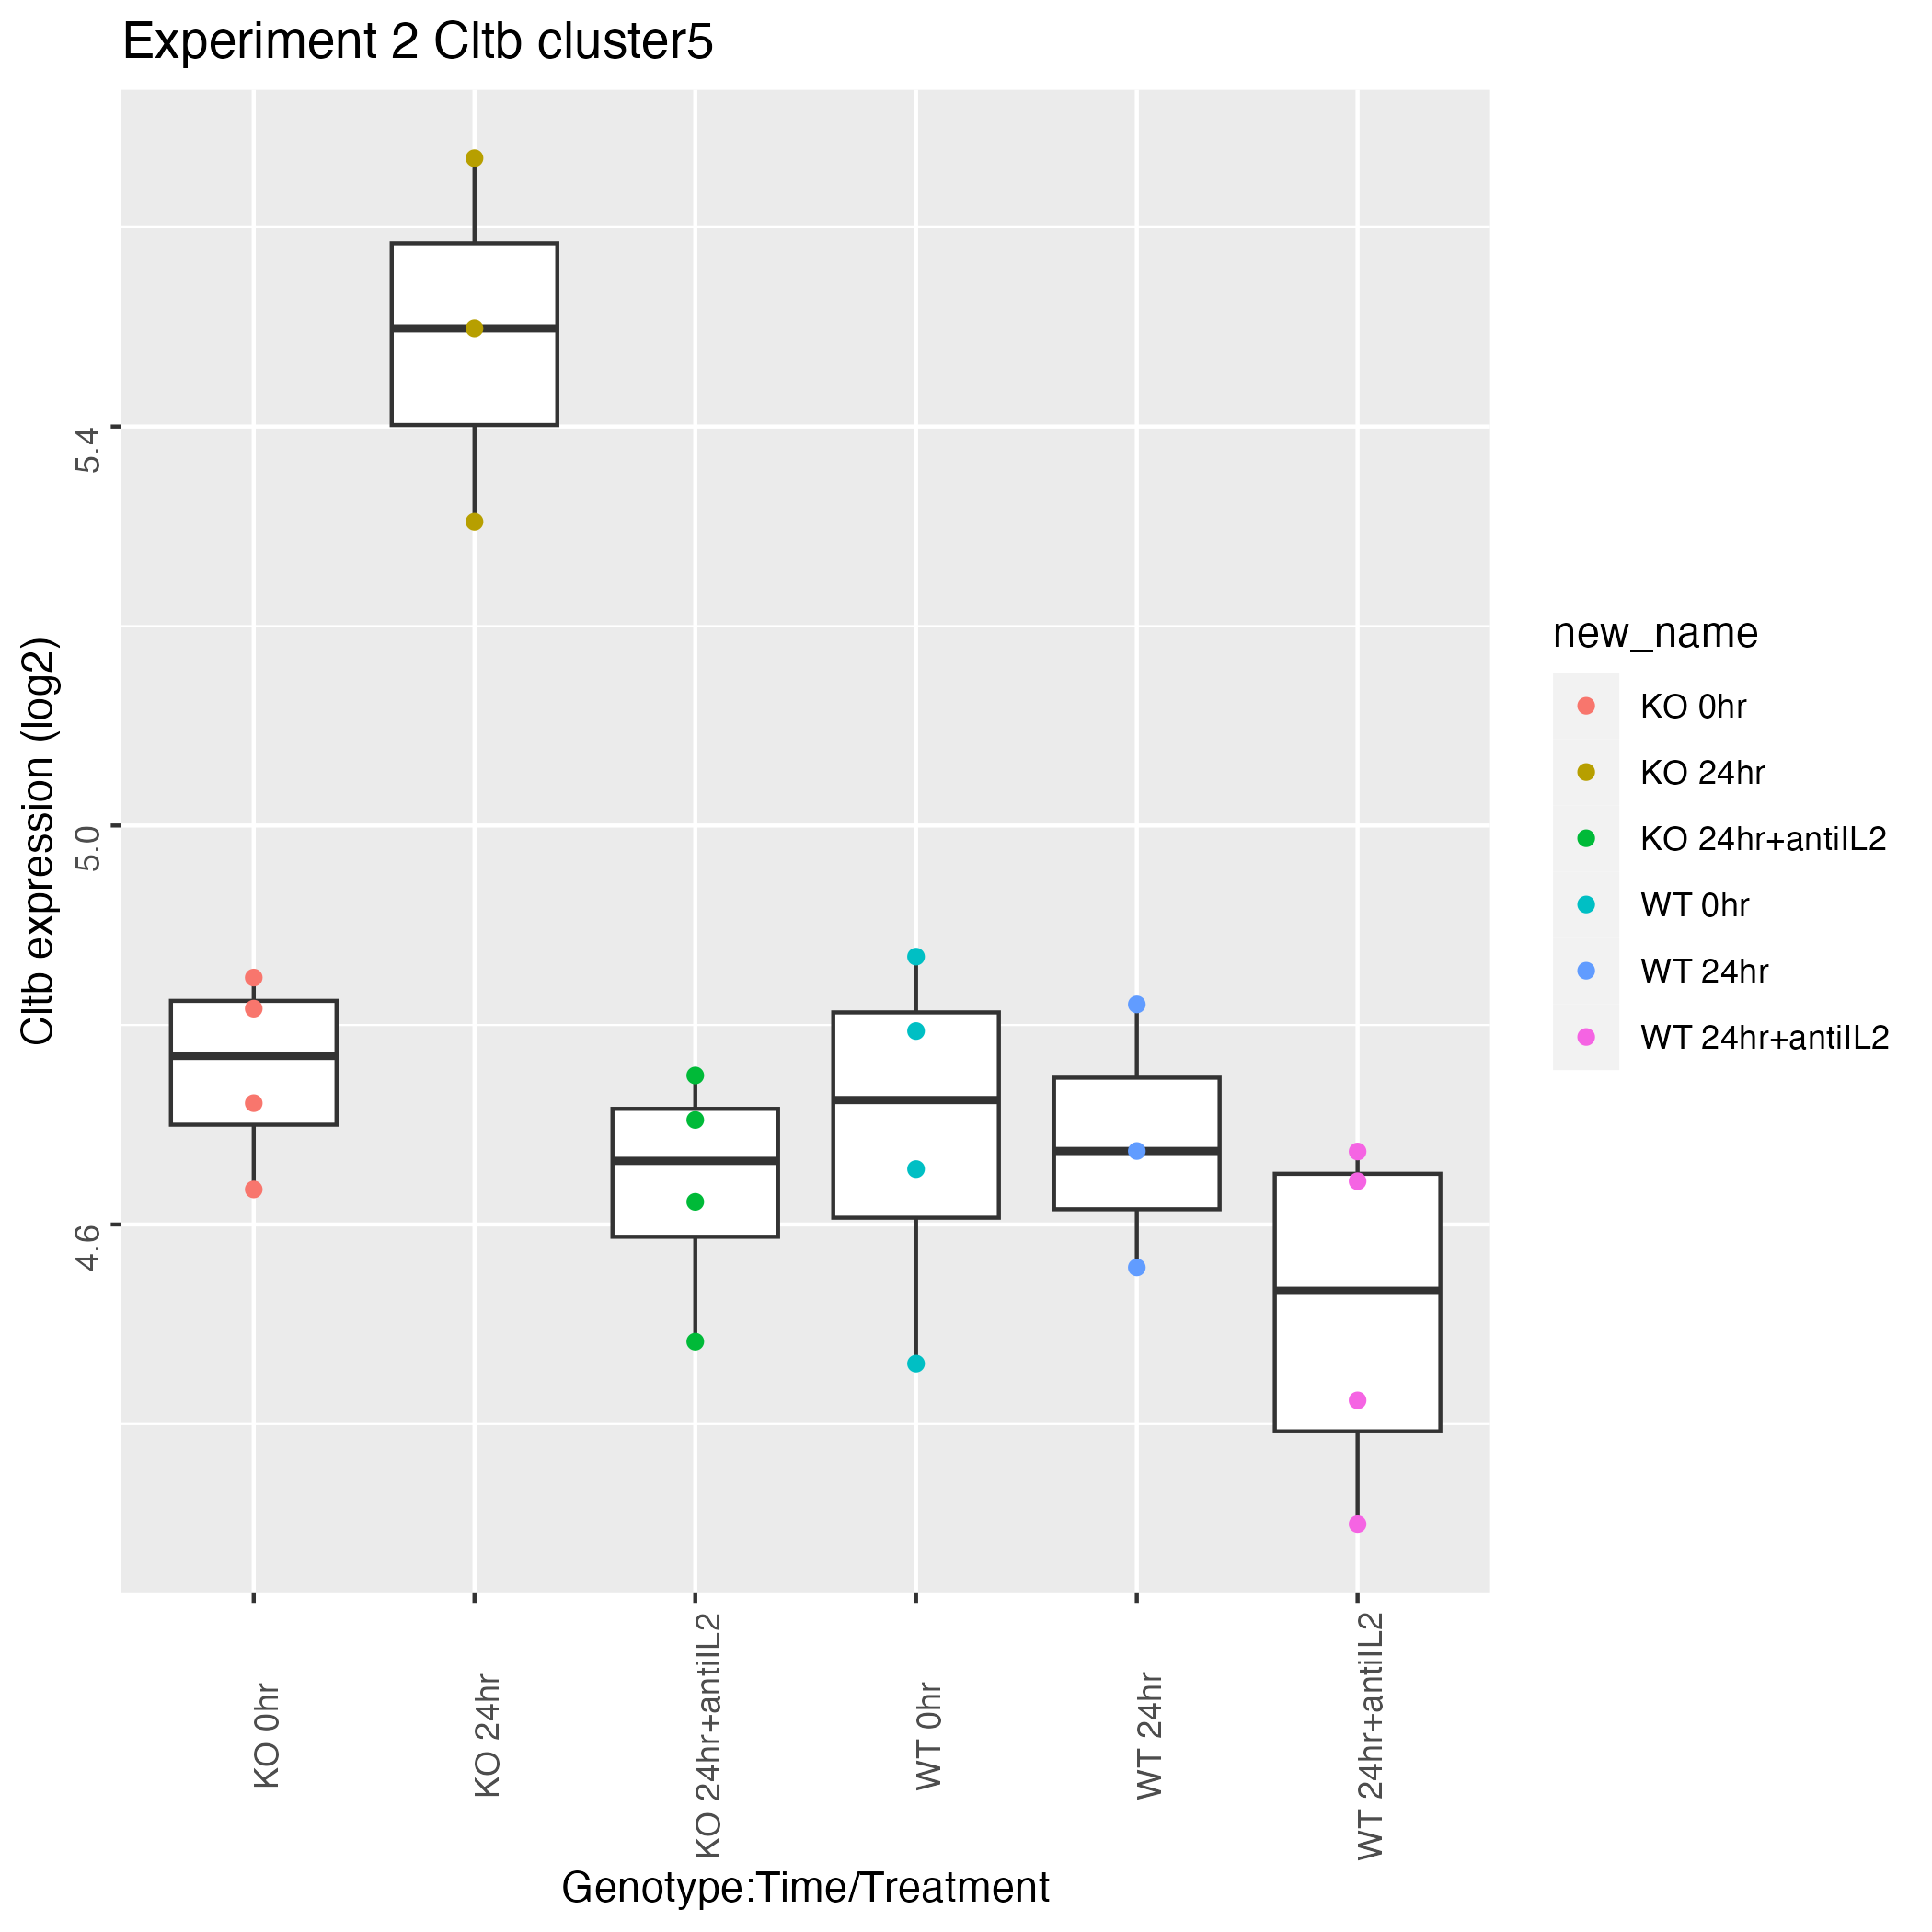 Experiment 2 Cltb cluster5
Cltb expression (log2)
5.4
5.0
4.6
KO 0hr
KO 24hr
KO 24hr+antiIL2
WT 0hr
WT 24hr
WT 24hr+antiIL2
Genotype:Time/Treatment
new_name
KO 0hr
KO 24hr
KO 24hr+antiIL2
WT 0hr
WT 24hr
WT 24hr+antiIL2